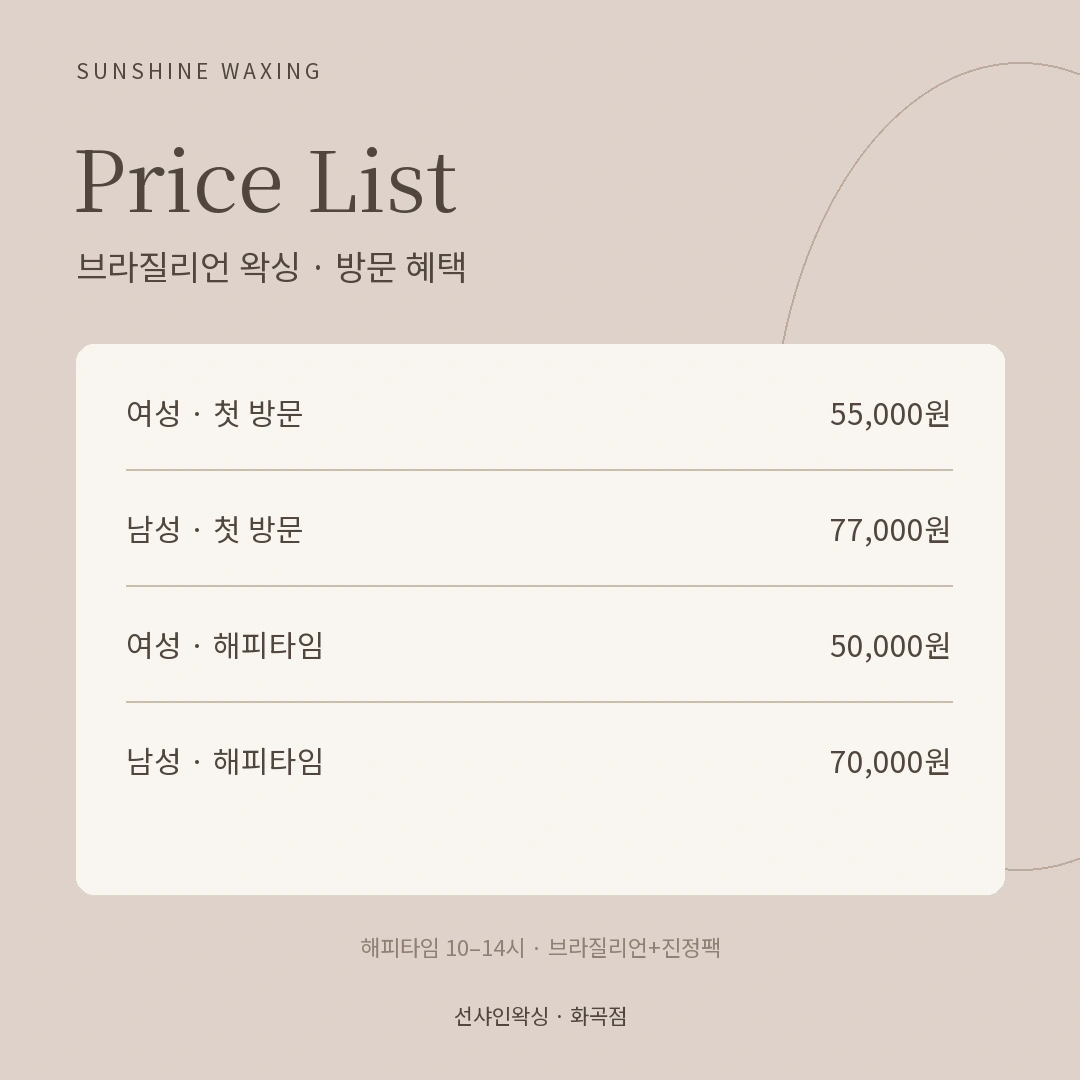 SUNSHINE WAXING
Price List
브라질리언 왁싱 · 방문 혜택
여성 · 첫 방문 55,000원
남성 · 첫 방문 77,000원
여성 · 해피타임 50,000원
남성 · 해피타임 70,000원
해피타임 10–14시 · 브라질리언+진정팩
선샤인왁싱 · 화곡점